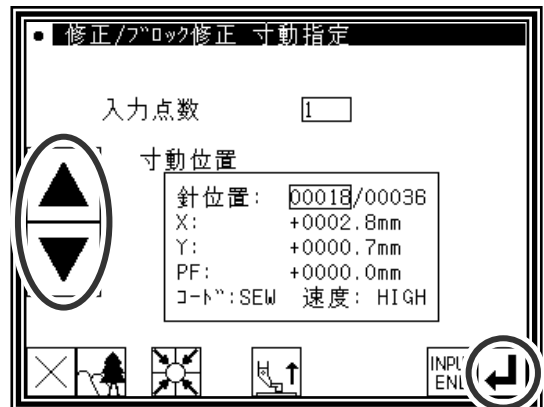 ● 修正/ブロック修正 寸動指定
入力点数 1
寸動位置
針位置: 00018/00036
X: +0002.8mm
Y: +0000.7mm
PF: +0000.0mm
コード:SEW 速度: HIGH